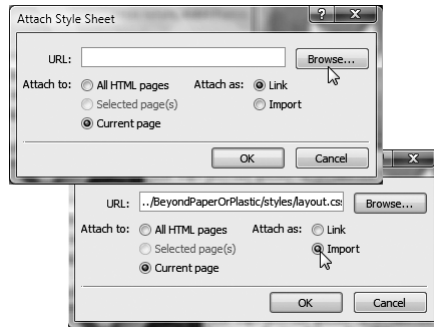 Attach Style Sheet
URL:
Browse...
Attach to: All HTML pages Attach as: Link
Selected page(s) Import
Current page
OK Cancel
URL: ../BeyondPaperOrPlastic/styles/layout.cs
Browse...
Attach to: All HTML pages Attach as: Link
Selected page(s) Import
Current page
OK Cancel